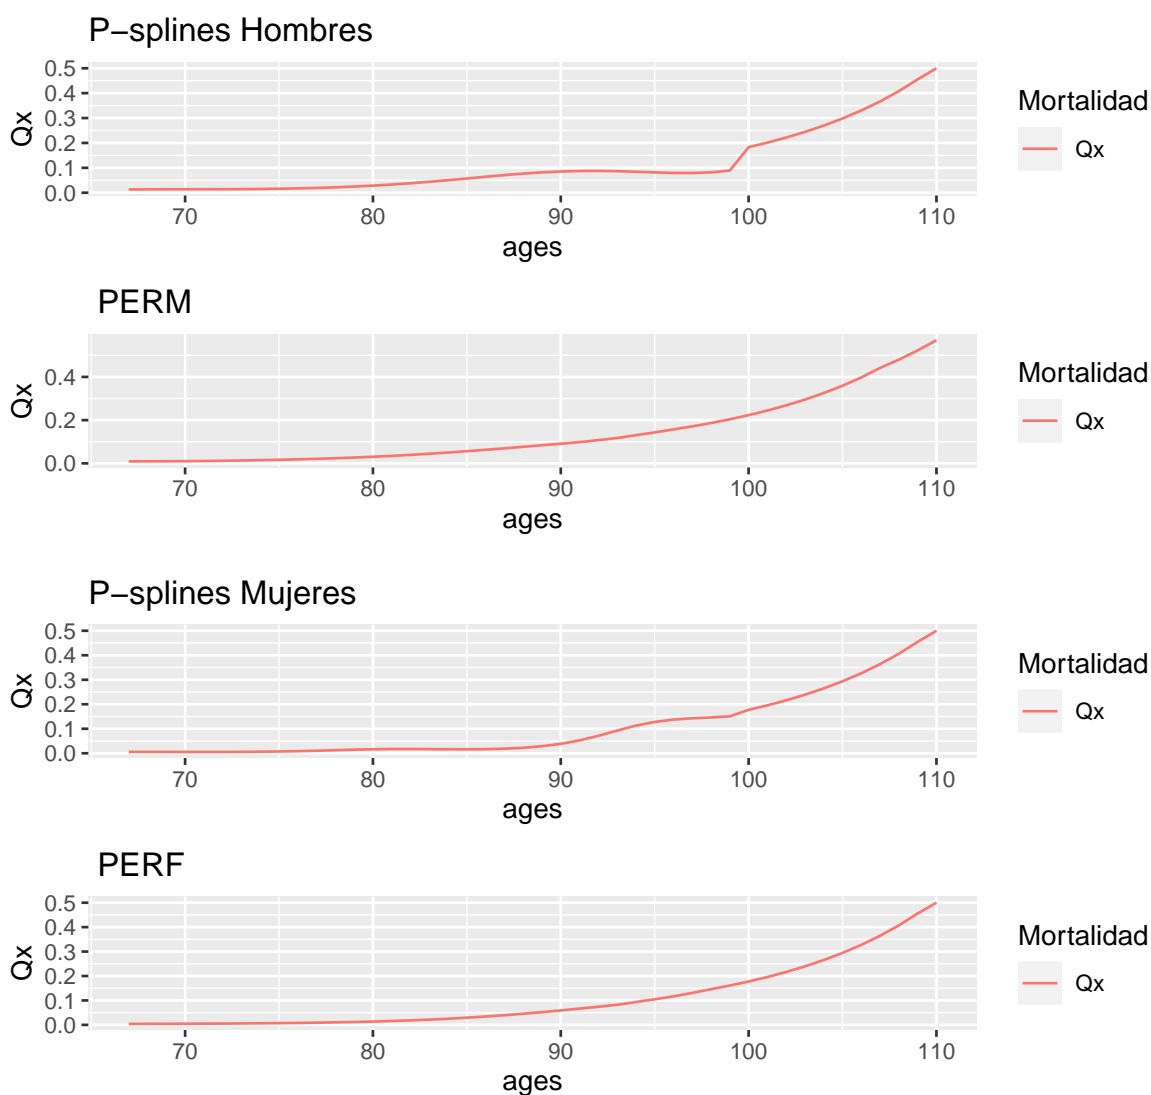 P−splines Hombres
0.5
0.4
0.3
0.2
0.1
0.0
Qx
70 80 90 100 110
ages
Mortalidad
Qx
PERM
0.4
0.2
0.0
Qx
70 80 90 100 110
ages
Mortalidad
Qx
P−splines Mujeres
0.5
0.4
0.3
0.2
0.1
0.0
Qx
70 80 90 100 110
ages
Mortalidad
Qx
PERF
0.5
0.4
0.3
0.2
0.1
0.0
Qx
70 80 90 100 110
ages
Mortalidad
Qx